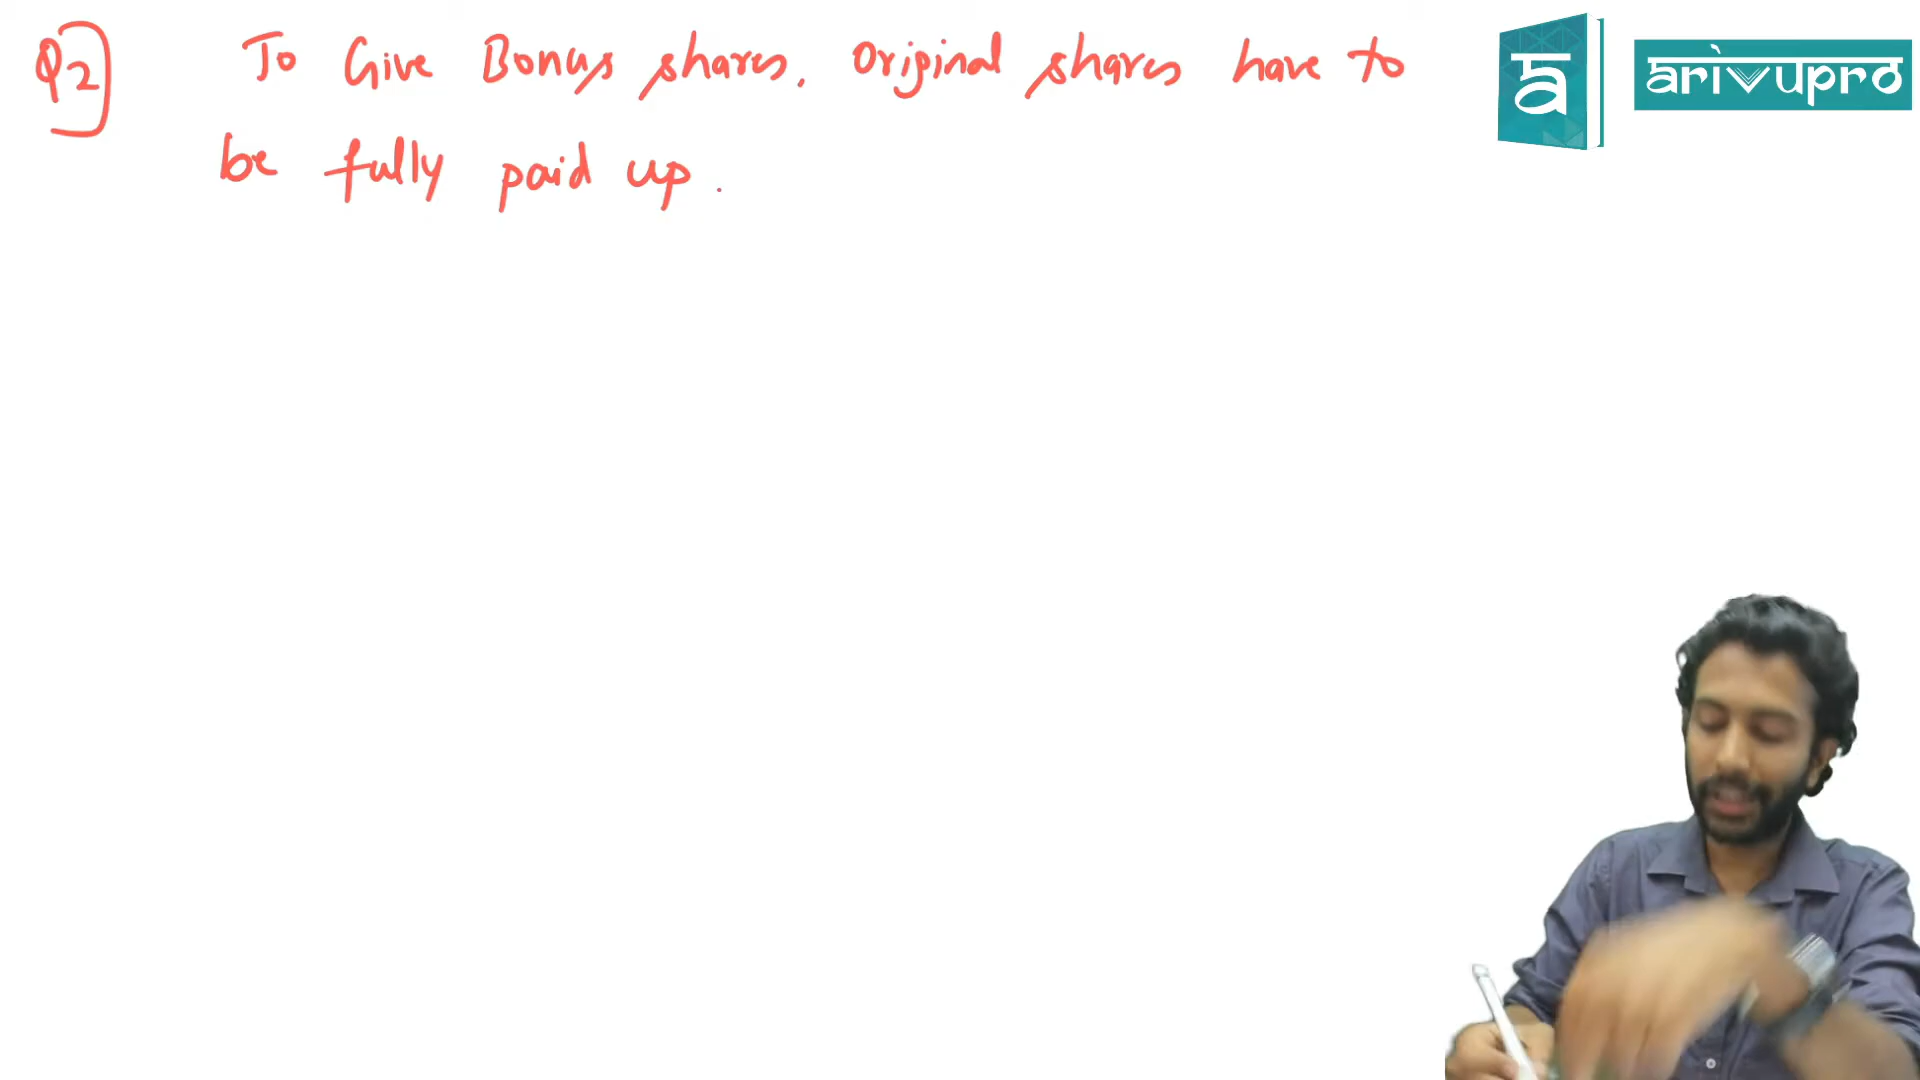 Q2] To Give Bonus shares. Original shares have to
be fully paid up.
a
arivupro